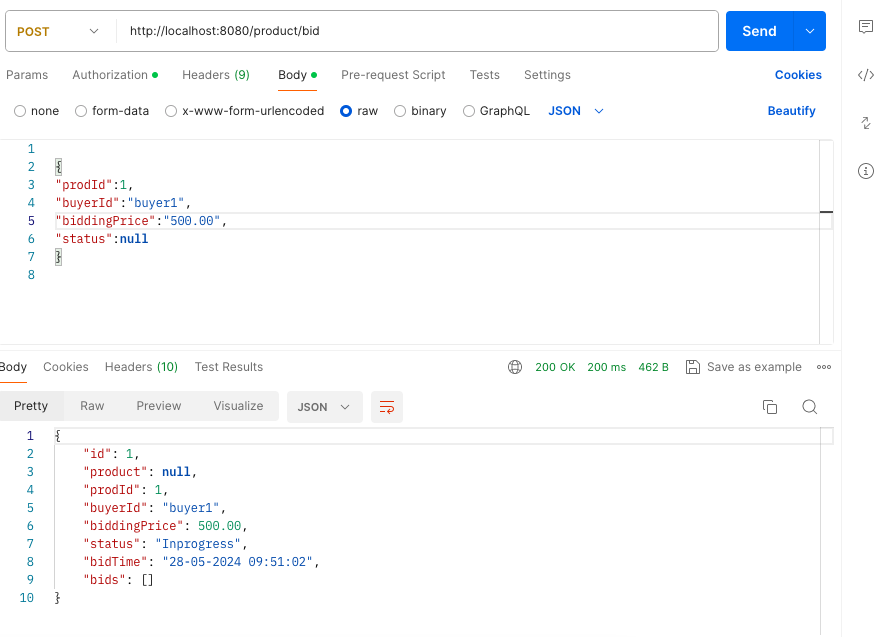 POST http://localhost:8080/product/bid Send
Params Authorization Headers (9) Body Pre-request Script Tests Settings Cookies
none form-data x-www-form-urlencoded raw binary GraphQL JSON Beautify
1
2 {
3 "prodId":1,
4 "buyerId":"buyer1",
5 "biddingPrice":"500.00",
6 "status":null
7 }
8
Body Cookies Headers (10) Test Results 200 OK 200 ms 462 B Save as example
Pretty Raw Preview Visualize JSON
1 {
2 "id": 1,
3 "product": null,
4 "prodId": 1,
5 "buyerId": "buyer1",
6 "biddingPrice": 500.00,
7 "status": "Inprogress",
8 "bidTime": "28-05-2024 09:51:02",
9 "bids": []
10 }